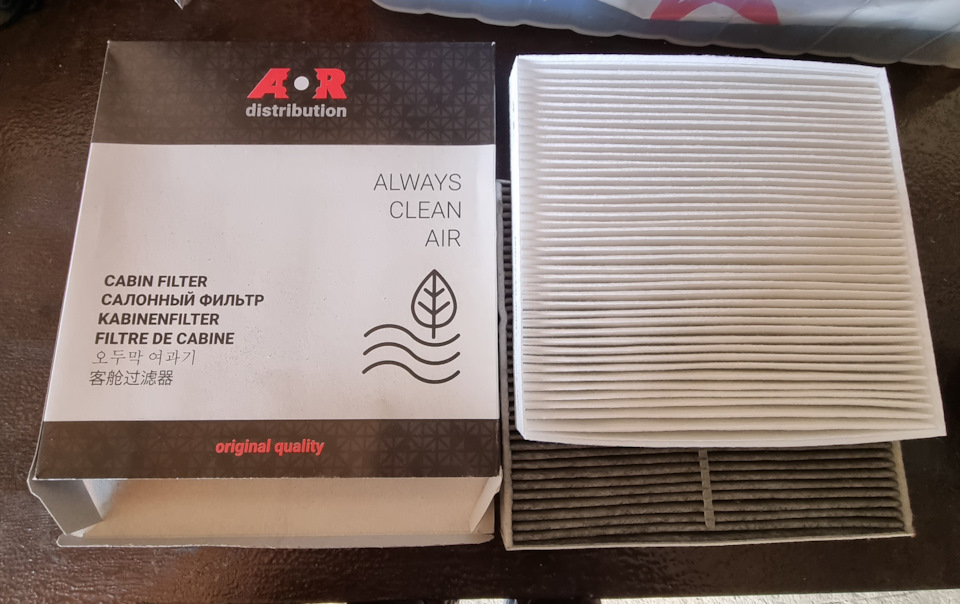 A•R
distribution
ALWAYS
CLEAN
AIR
CABIN FILTER
САЛОННЫЙ ФИЛЬТР
KABINENFILTER
FILTRE DE CABINE
오두막 여과기
客舱过滤器
original quality